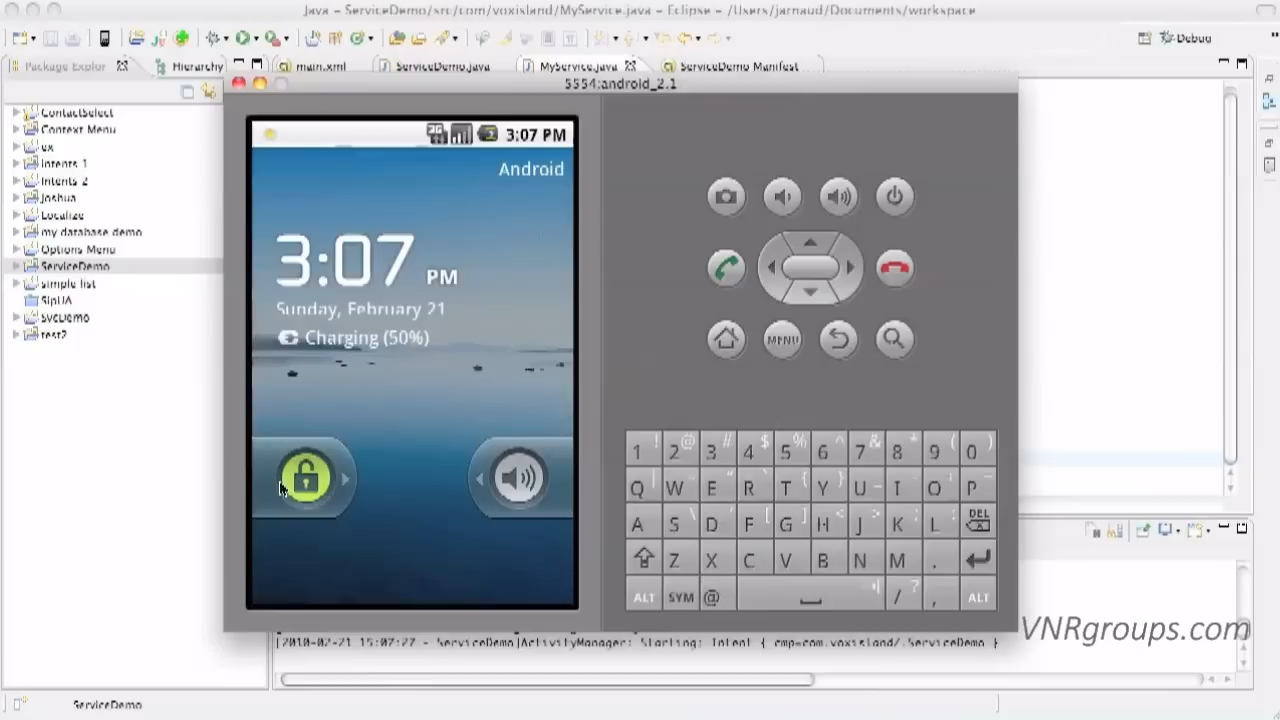 Java - ServiceDemo/src/com/voxisland/MyService.java - Eclipse - /Users/jarnaud/Documents/workspace
Debug
Package Explor
Hierarchy
main.xml
ServiceDemo.java
MyService.java
ServiceDemo Manifest
5554:android_2.1
ContactSelect
Context Menu
ex
Intents 1
Intents 2
Joshua
Localize
my database demo
Options Menu
ServiceDemo
simple list
SipUA
SvcDemo
test2
3G
3:07 PM
Android
3:07 PM
Sunday, February 21
Charging (50%)
MENU
1 ! 2 @ 3 # 4 $ 5 % 6 ^ 7 & 8 * 9 ( 0 )
Q | W E " R ` T { Y } U _ I O P
A S \ D F [ G ] H < J > K ; L : DEL
Z X C V B N M .
ALT SYM @ / ? , ALT
[2010-02-21 15:07:27 - ServiceDemo]ActivityManager: Starting: Intent { cmp=com.voxisland/.ServiceDemo }
VNRgroups.com
ServiceDemo